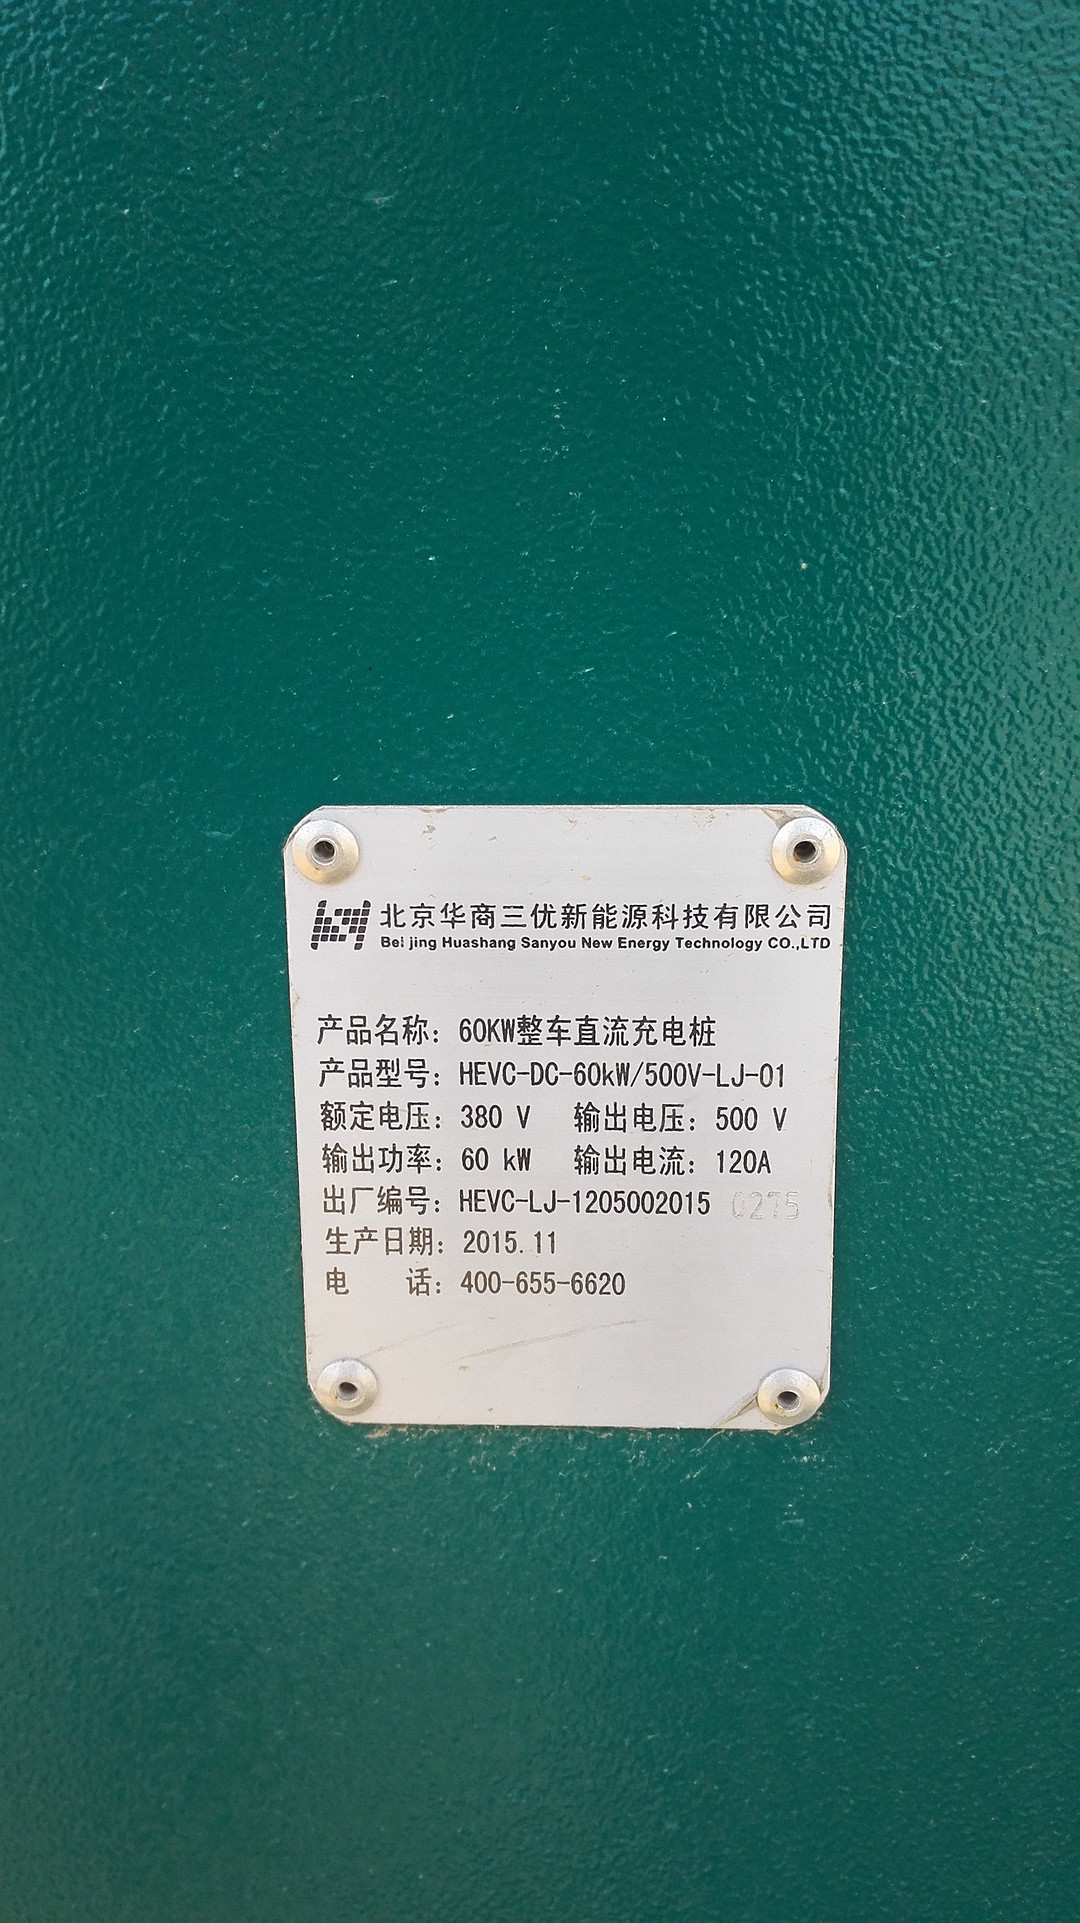 北京华商三优新能源科技有限公司
Beijing Huashang Sanyou New Energy Technology CO.,LTD
产品名称：60KW整车直流充电桩
产品型号：HEVC-DC-60kW/500V-LJ-01
额定电压：380 V 输出电压：500 V
输出功率：60 kW 输出电流：120A
出厂编号：HEVC-LJ-1205002015 0275
生产日期：2015.11
电 话：400-655-6620